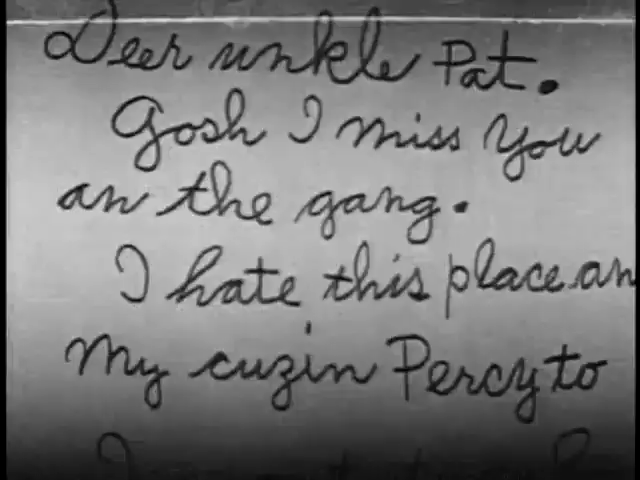 Deer unkle Pat.
Gosh I miss you
an the gang.
I hate this place an
my cuzin Percy to